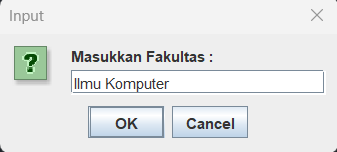 Input
Masukkan Fakultas :
Ilmu Komputer
OK
Cancel